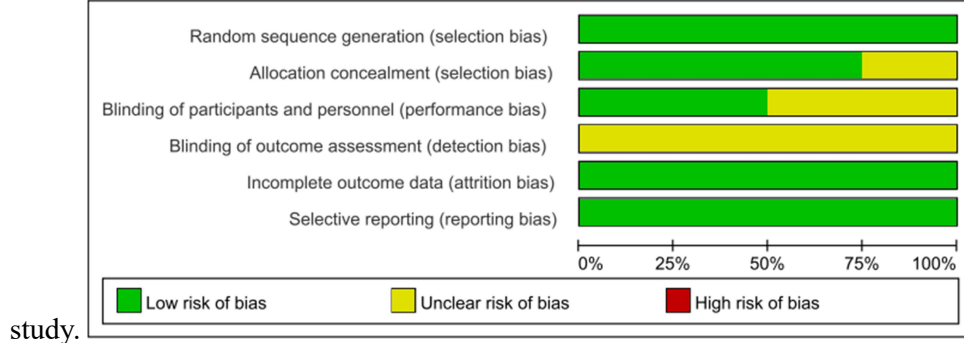 Random sequence generation (selection bias)
Allocation concealment (selection bias)
Blinding of participants and personnel (performance bias)
Blinding of outcome assessment (detection bias)
Incomplete outcome data (attrition bias)
Selective reporting (reporting bias)
0% 25% 50% 75% 100%
Low risk of bias Unclear risk of bias High risk of bias
study.